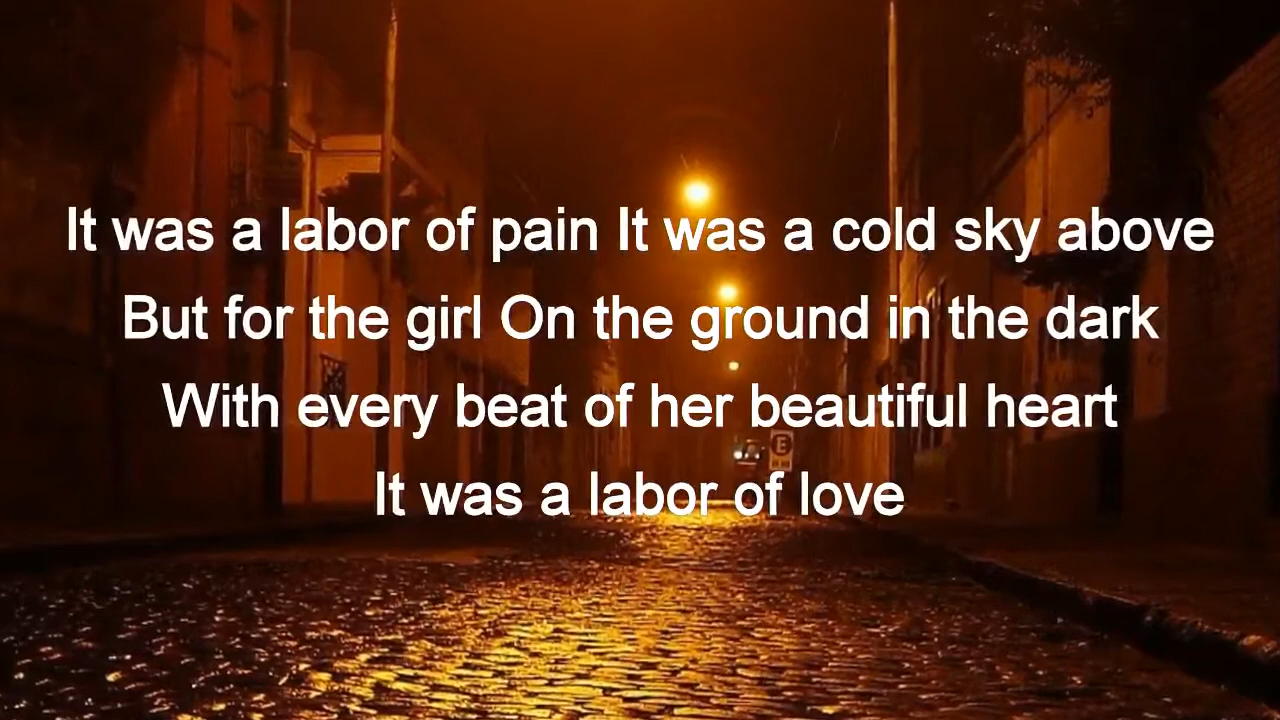 It was a labor of pain It was a cold sky above
But for the girl On the ground in the dark
With every beat of her beautiful heart
It was a labor of love
E